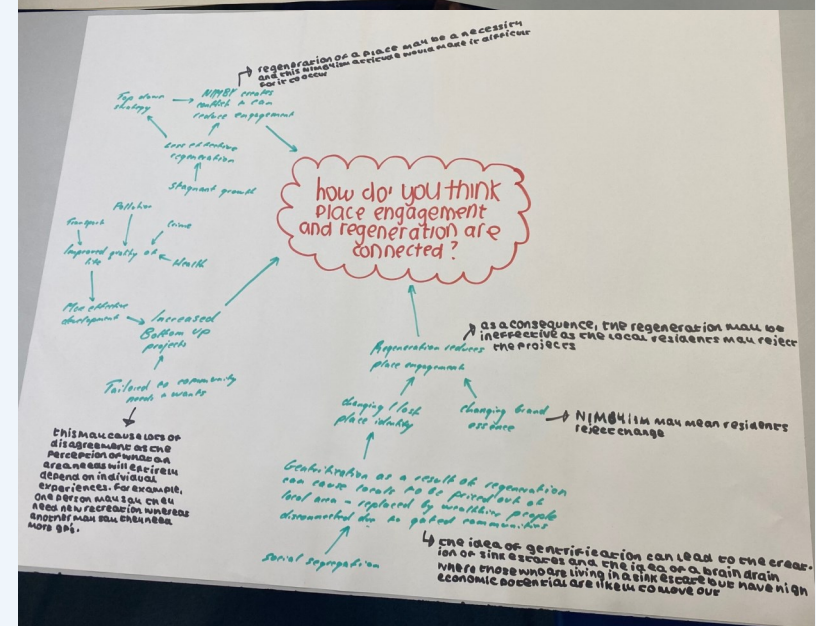 regeneration of a place may be a necessity
and this NIMBYism attitude would make it difficult
for it to occur
Top down
strategy
NIMBY creates
conflict & can
reduce engagement
Less effective
regeneration
stagnant growth
how do you think
place engagement
and regeneration are
connected?
Pollution
Transport
Crime
Improved quality of
life
Health
More effective
development
Increased
Bottom up
projects
Tailored to community
needs & wants
this may cause lots of
disagreement as the
perception of what an
area needs will entirely
depend on individual
experiences. For example,
one person may say they
need new recreation whereas
another may say they need
more
as a consequence, the regeneration may be
ineffective as the local residents may reject
the projects
Regeneration reduces
place engagement
changing / lost
place identity
changing brand
essence
NIMBYism may mean residents
reject change
Gentrification as a result of regeneration
can cause locals to be priced out of
local area - replaced by wealthier people
disconnected due to gated communities
social segregation
the idea of gentrification can lead to the creat-
ion of sink estates and the idea of a brain drain
where those who are living in a sink estate but have high
economic potential are likely to move out